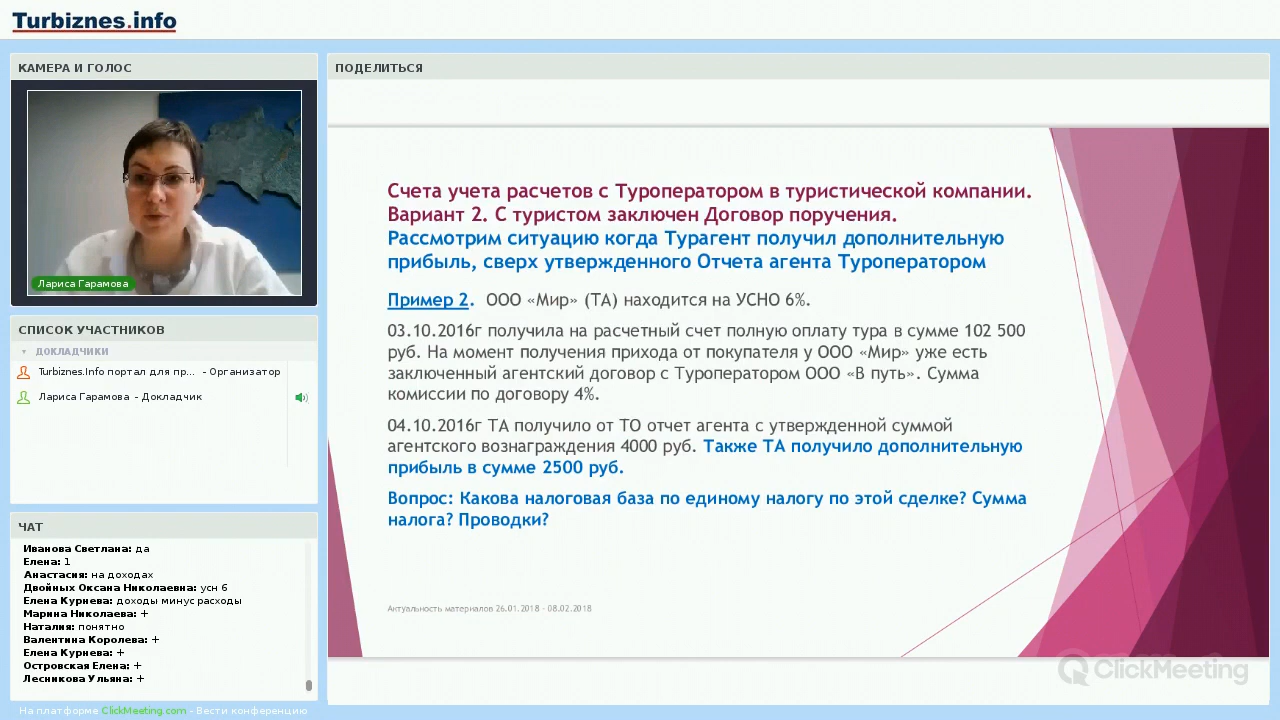 Turbiznes.info
КАМЕРА И ГОЛОС
Лариса Гарамова
СПИСОК УЧАСТНИКОВ
ДОКЛАДЧИКИ
Turbiznes.Info портал для пр... - Организатор
Лариса Гарамова - Докладчик
ЧАТ
Иванова Светлана: да
Елена: 1
Анастасия: на доходах
Двойных Оксана Николаевна: усн 6
Елена Курнева: доходы минус расходы
Марина Николаева: +
Наталия: понятно
Валентина Королева: +
Елена Курнева: +
Островская Елена: +
Лесникова Ульяна: +
На платформе ClickMeeting.com - Вести конференцию
ПОДЕЛИТЬСЯ
Счета учета расчетов с Туроператором в туристической компании.
Вариант 2. С туристом заключен Договор поручения.
Рассмотрим ситуацию когда Турагент получил дополнительную
прибыль, сверх утвержденного Отчета агента Туроператором
Пример 2. ООО «Мир» (ТА) находится на УСНО 6%.
03.10.2016г получила на расчетный счет полную оплату тура в сумме 102 500
руб. На момент получения прихода от покупателя у ООО «Мир» уже есть
заключенный агентский договор с Туроператором ООО «В путь». Сумма
комиссии по договору 4%.
04.10.2016г ТА получило от ТО отчет агента с утвержденной суммой
агентского вознаграждения 4000 руб. Также ТА получило дополнительную
прибыль в сумме 2500 руб.
Вопрос: Какова налоговая база по единому налогу по этой сделке? Сумма
налога? Проводки?
Актуальность материалов 26.01.2018 - 08.02.2018
ClickMeeting